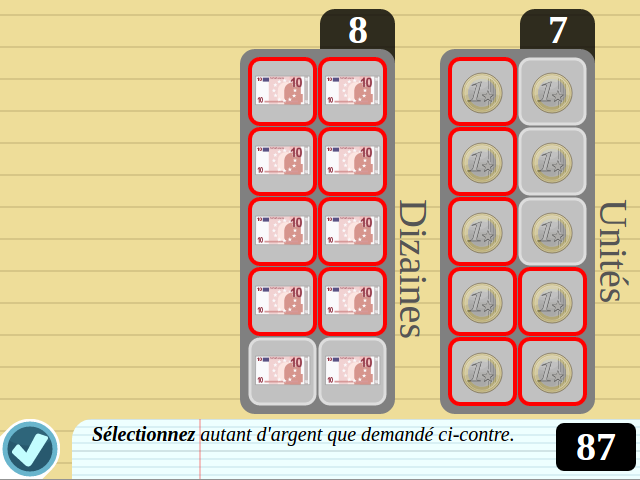 8
7
Dizaines
Unités
Sélectionnez autant d'argent que demandé ci-contre.
87